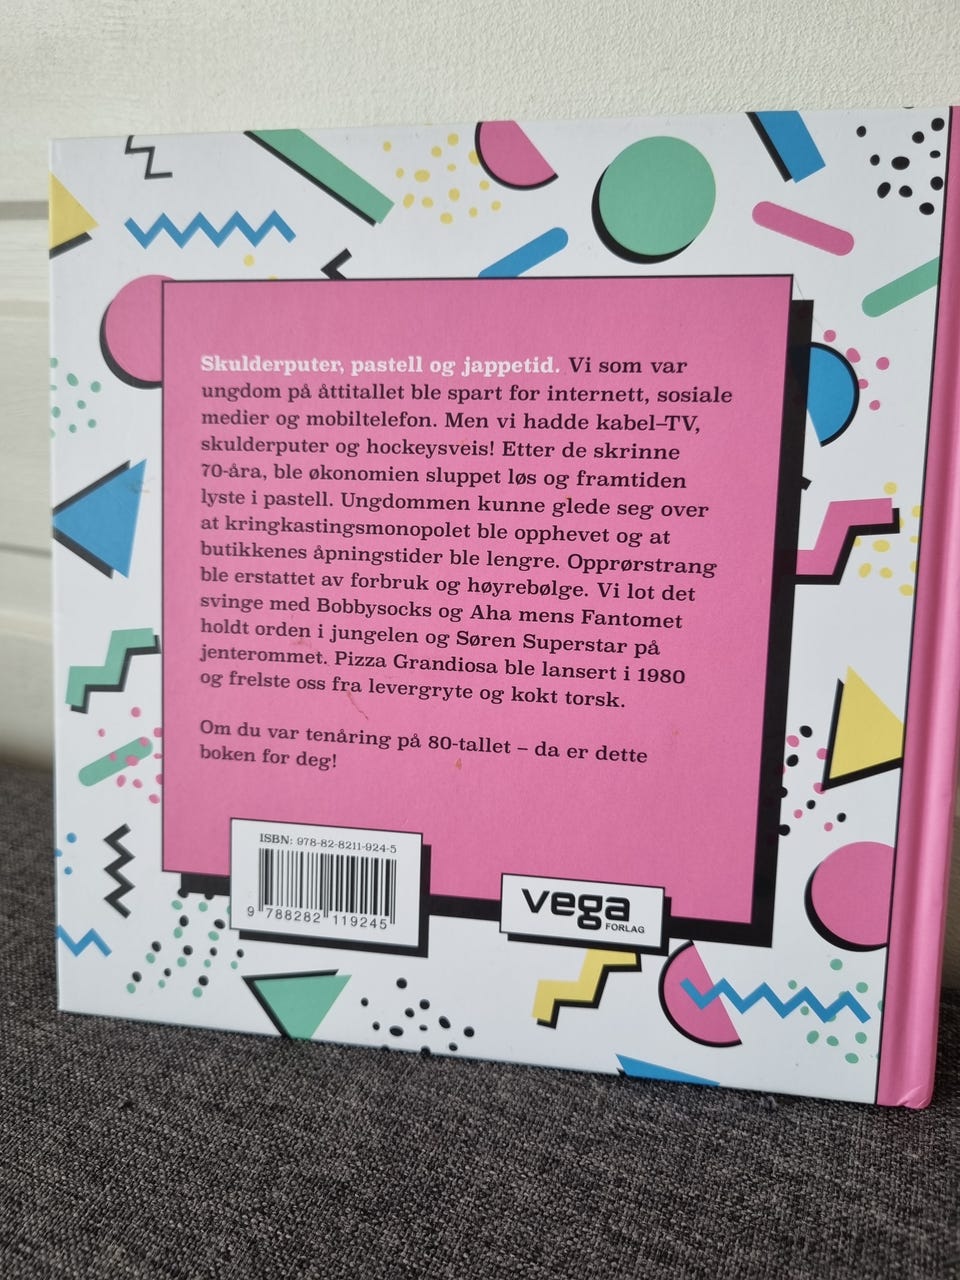 Skulderputer, pastell og jappetid. Vi som var
ungdom på åttitallet ble spart for internett, sosiale
medier og mobiltelefon. Men vi hadde kabel–TV,
skulderputer og hockeysveis! Etter de skrinne
70-åra, ble økonomien sluppet løs og framtiden
lyste i pastell. Ungdommen kunne glede seg over
at kringkastingsmonopolet ble opphevet og at
butikkenes åpningstider ble lengre. Opprørstrang
ble erstattet av forbruk og høyrebølge. Vi lot det
svinge med Bobbysocks og Aha mens Fantomet
holdt orden i jungelen og Søren Superstar på
jenterommet. Pizza Grandiosa ble lansert i 1980
og frelste oss fra levergryte og kokt torsk.
Om du var tenåring på 80-tallet – da er dette
boken for deg!
ISBN: 978-82-8211-924-5
9 788282 119245
vega
FORLAG